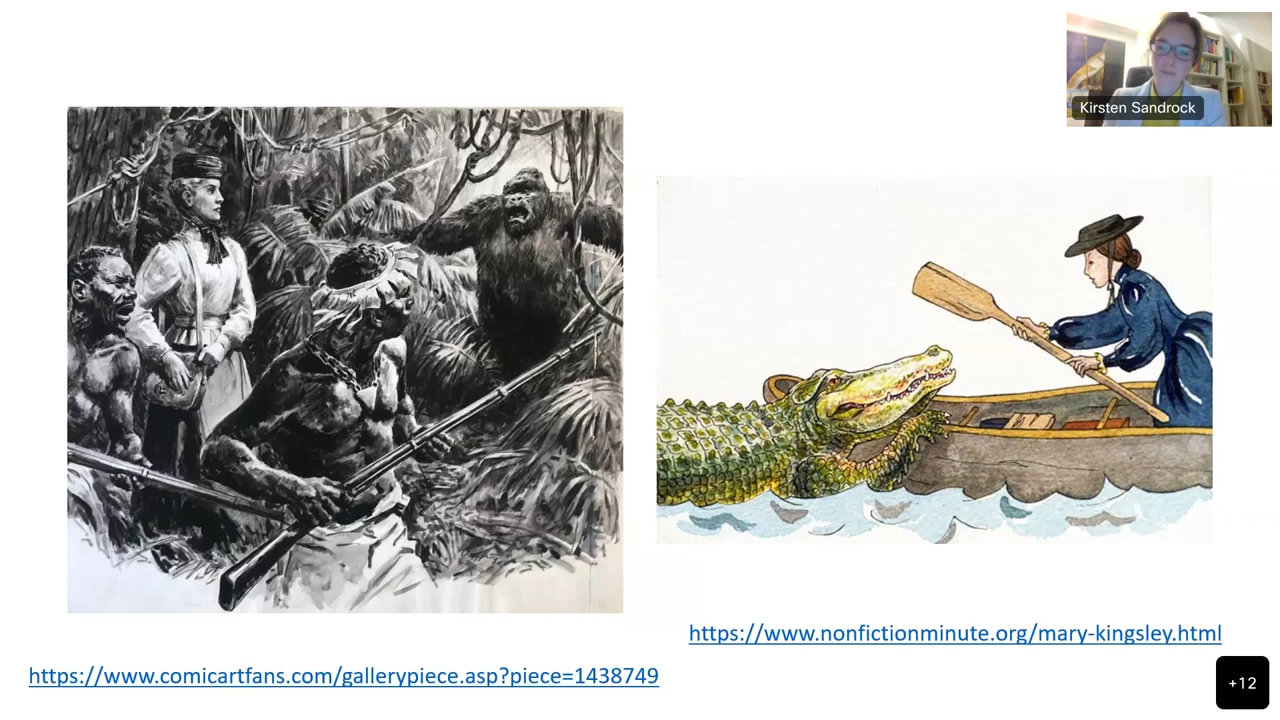 Kirsten Sandrock
https://www.nonfictionminute.org/mary-kingsley.html
https://www.comicartfans.com/gallerypiece.asp?piece=1438749
+12